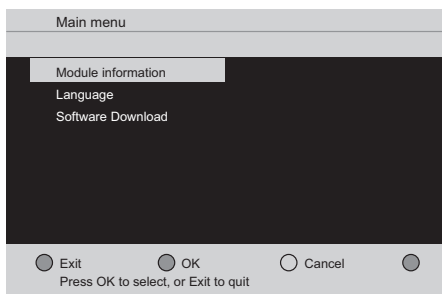 Main menu
Module information
Language
Software Download
Exit OK Cancel
Press OK to select, or Exit to quit